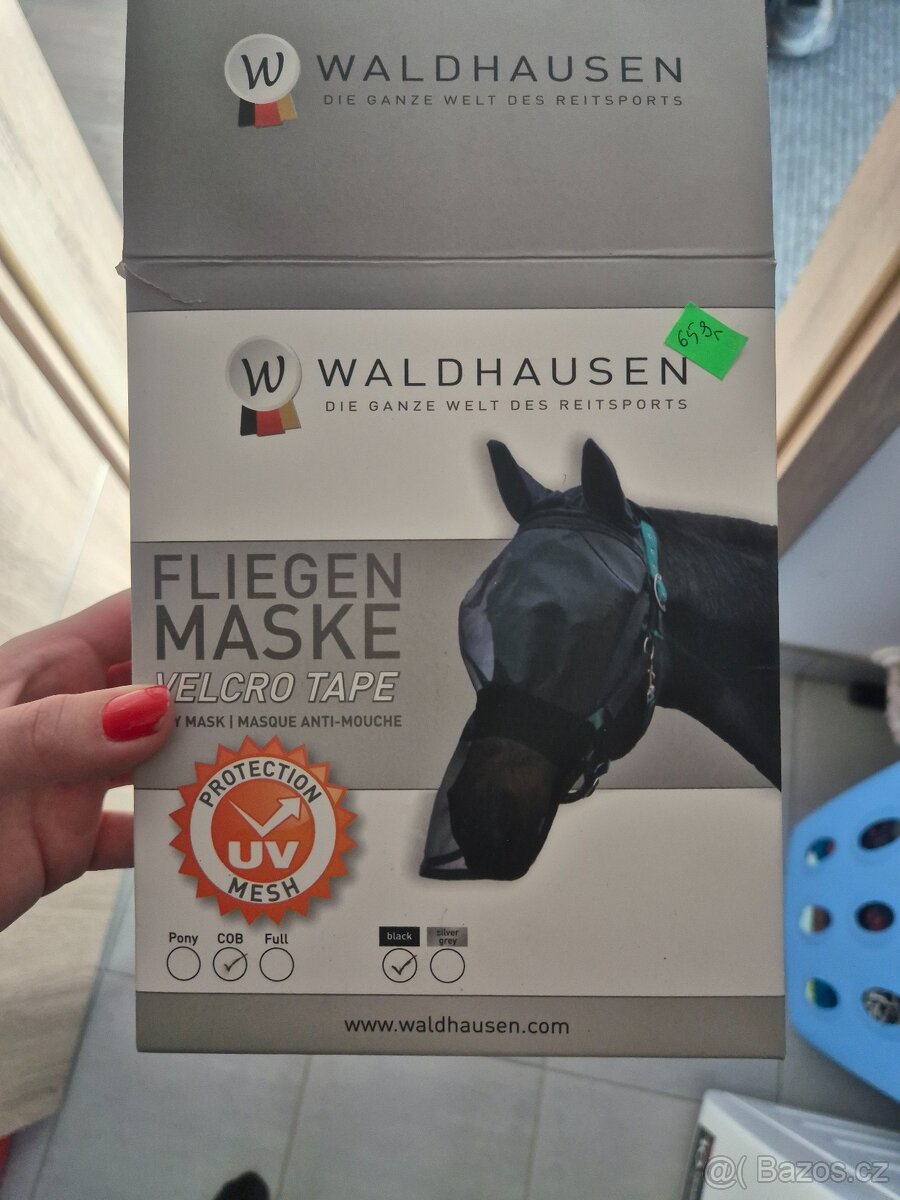 W WALDHAUSEN
DIE GANZE WELT DES REITSPORTS
W WALDHAUSEN
DIE GANZE WELT DES REITSPORTS
FLIEGEN
MASKE
VELCRO TAPE
Y MASK | MASQUE ANTI-MOUCHE
PROTECTION
UV
MESH
Pony COB Full
black silver grey
www.waldhausen.com
@( Bazos.cz